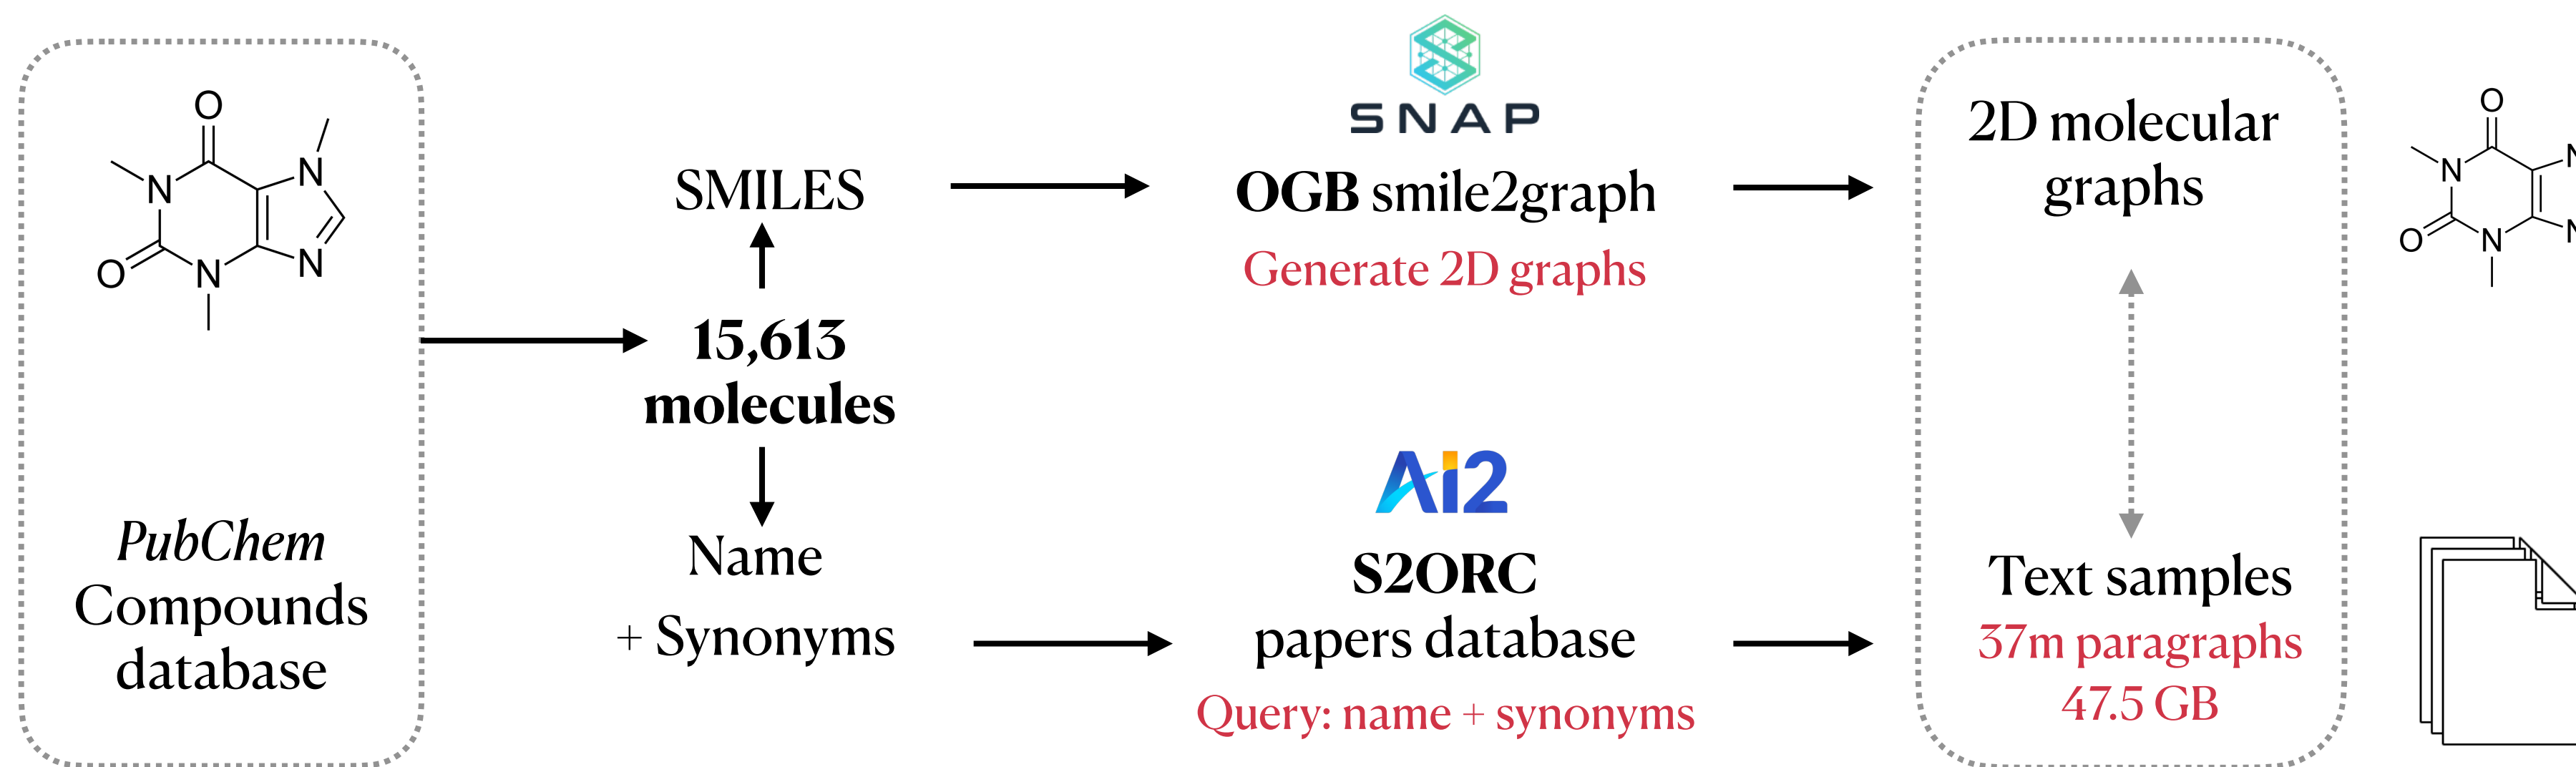 O
N
N
O
N
N
PubChem
Compounds
database
SMILES
15,613
molecules
Name
+ Synonyms
SNAP
OGB smile2graph
Generate 2D graphs
Ai2
S2ORC
papers database
Query: name + synonyms
2D molecular
graphs
Text samples
37m paragraphs
47.5 GB
O
N
N
O
N
N